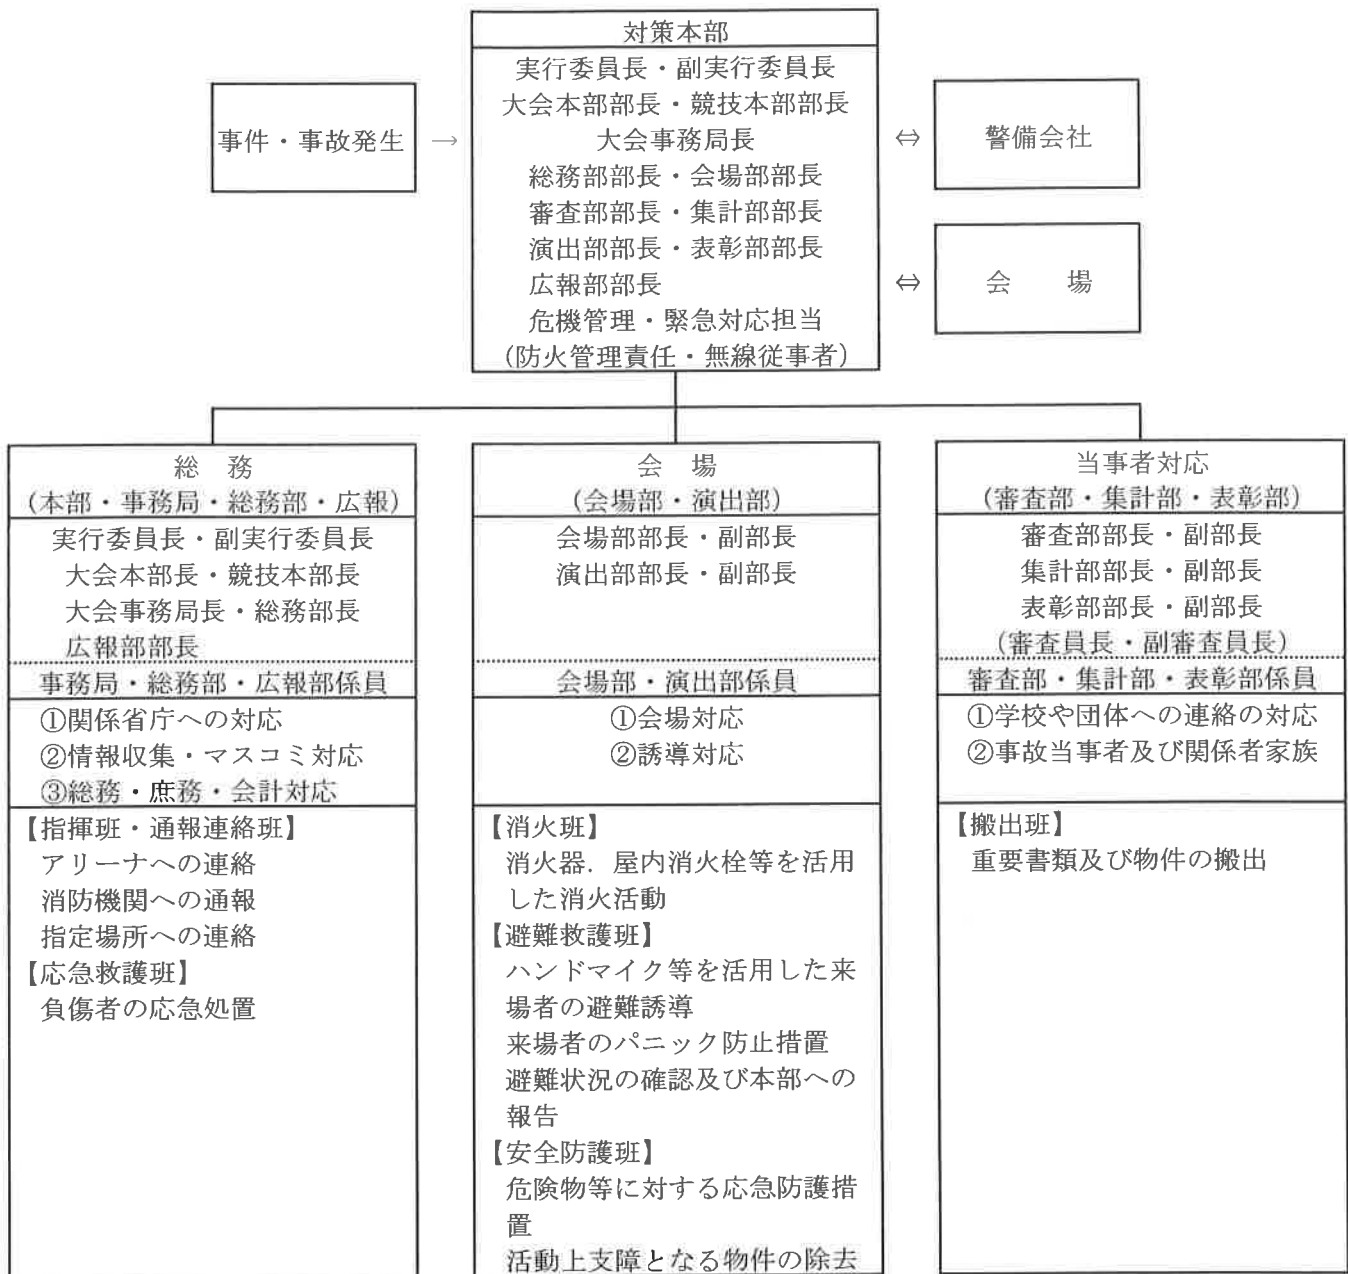 対策本部
実行委員長・副実行委員長
大会本部部長・競技本部部長
大会事務局長
総務部部長・会場部部長
審査部部長・集計部部長
演出部部長・表彰部部長
広報部部長
危機管理・緊急対応担当
(防火管理責任・無線従事者)
事件・事故発生 →
⇔ 警備会社
⇔ 会　場
総　務
(本部・事務局・総務部・広報)
実行委員長・副実行委員長
大会本部長・競技本部長
大会事務局長・総務部長
広報部部長
事務局・総務部・広報部係員
①関係省庁への対応
②情報収集・マスコミ対応
③総務・庶務・会計対応
【指揮班・通報連絡班】
アリーナへの連絡
消防機関への通報
指定場所への連絡
【応急救護班】
負傷者の応急処置
会　場
(会場部・演出部)
会場部部長・副部長
演出部部長・副部長
会場部・演出部係員
①会場対応
②誘導対応
【消火班】
消火器．屋内消火栓等を活用
した消火活動
【避難救護班】
ハンドマイク等を活用した来
場者の避難誘導
来場者のパニック防止措置
避難状況の確認及び本部への
報告
【安全防護班】
危険物等に対する応急防護措
置
活動上支障となる物件の除去
当事者対応
(審査部・集計部・表彰部)
審査部部長・副部長
集計部部長・副部長
表彰部部長・副部長
(審査員長・副審査員長)
審査部・集計部・表彰部係員
①学校や団体への連絡の対応
②事故当事者及び関係者家族
【搬出班】
重要書類及び物件の搬出